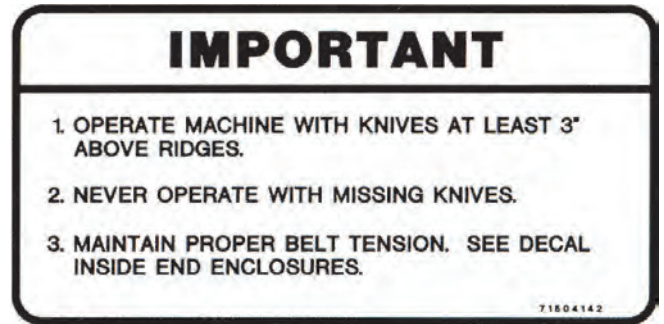 IMPORTANT
1. OPERATE MACHINE WITH KNIVES AT LEAST 3"
ABOVE RIDGES.
2. NEVER OPERATE WITH MISSING KNIVES.
3. MAINTAIN PROPER BELT TENSION. SEE DECAL
INSIDE END ENCLOSURES.
71504142